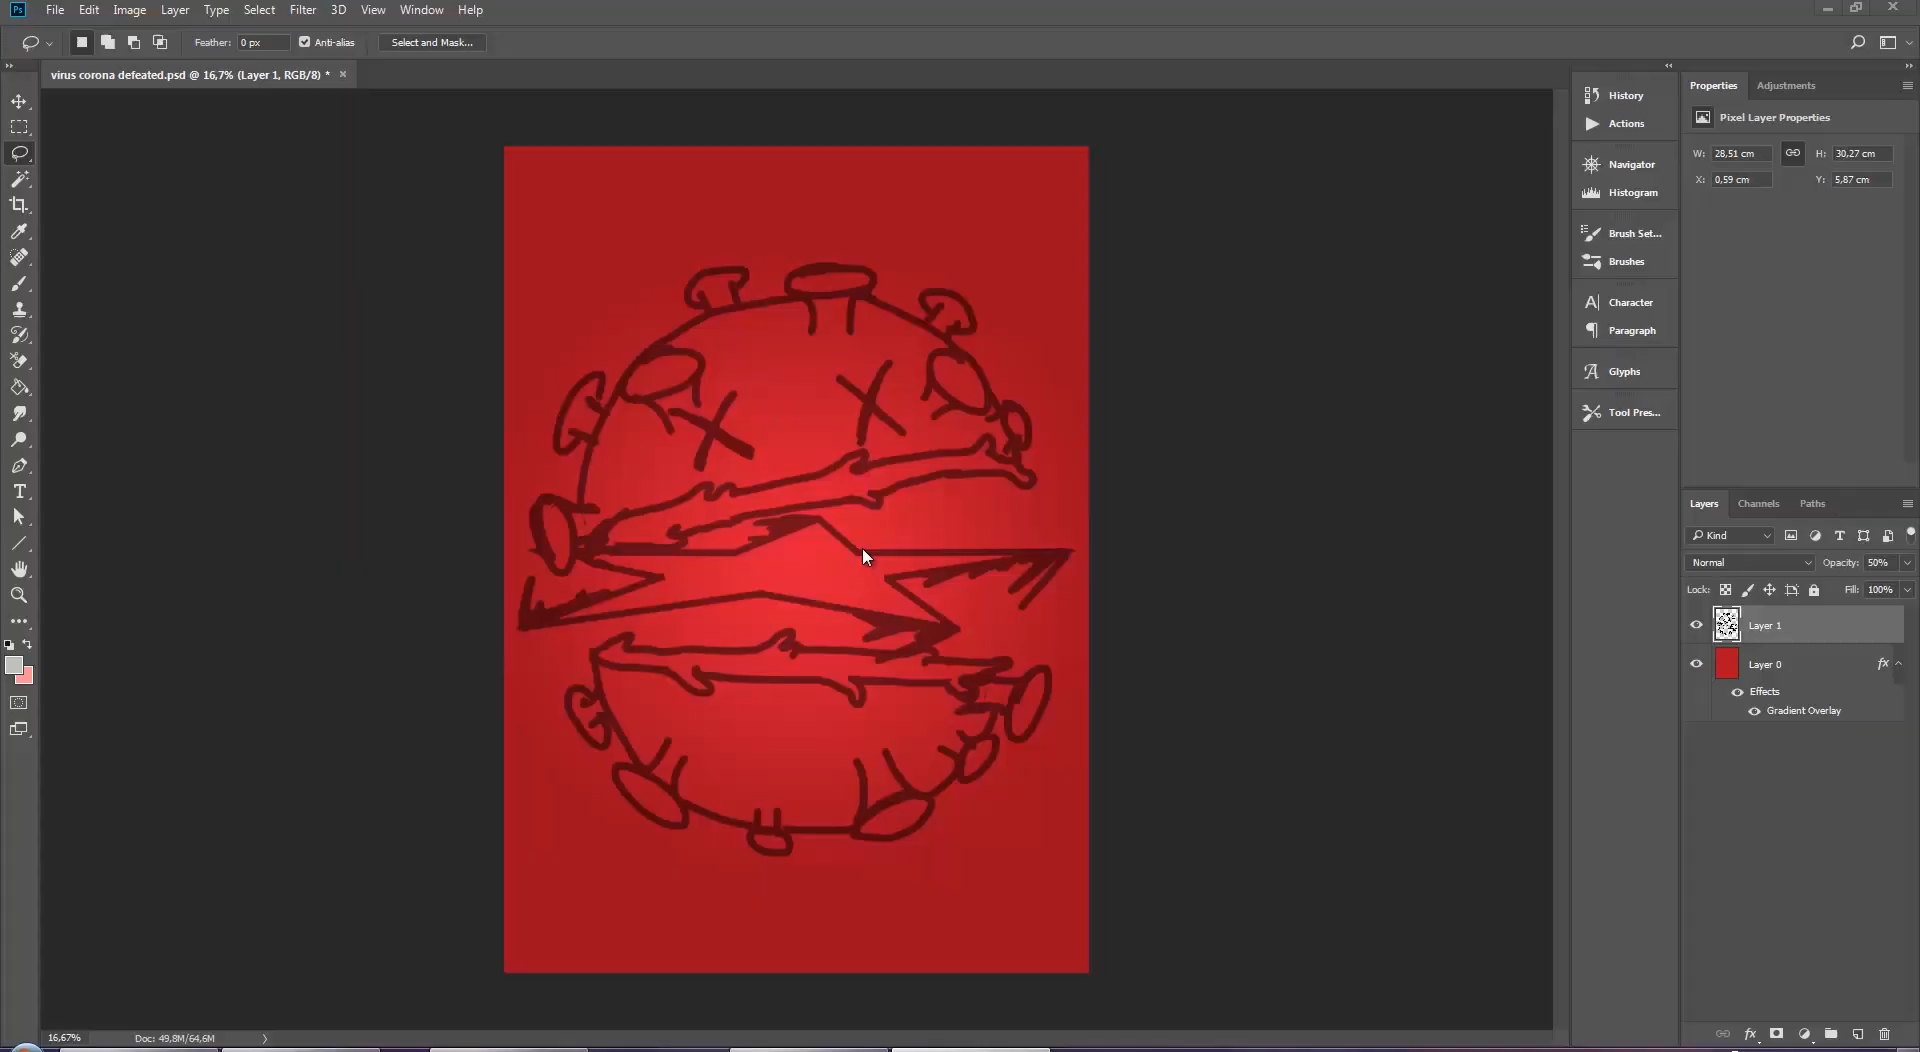 Ps File Edit Image Layer Type Select Filter 3D View Window Help
Feather: 0 px Anti-alias Select and Mask...
virus corona defeated.psd @ 16,7% (Layer 1, RGB/8) *
History
Actions
Navigator
Histogram
Brush Set...
Brushes
Character
Paragraph
Glyphs
Tool Pres...
Properties Adjustments
Pixel Layer Properties
W: 28,51 cm H: 30,27 cm
X: 0,59 cm Y: 5,87 cm
Layers Channels Paths
Kind
Normal Opacity: 50%
Lock: Fill: 100%
Layer 1
Layer 0 fx
Effects
Gradient Overlay
16,67% Doc: 49,8M/64,6M
fx